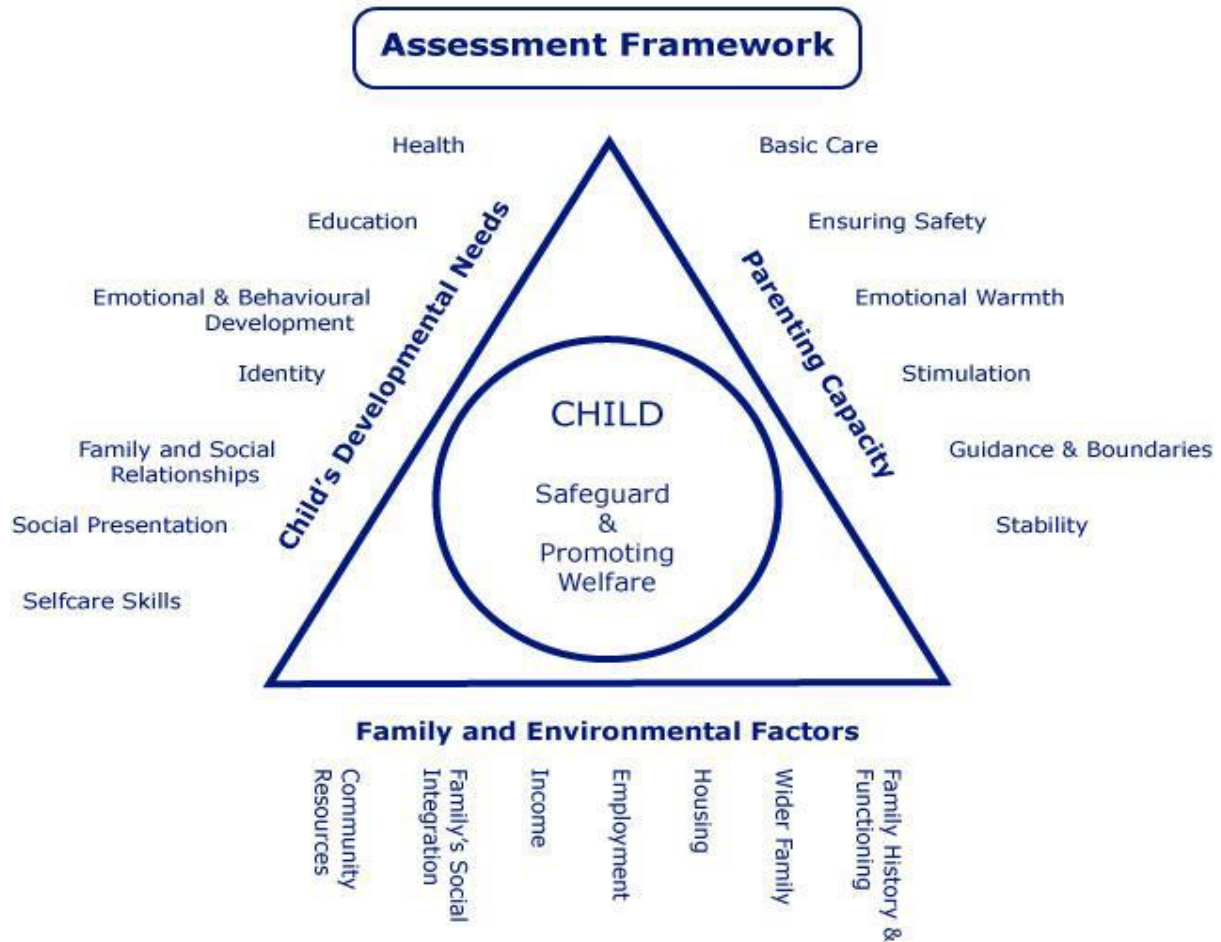 Assessment Framework
Health
Education
Emotional & Behavioural
Development
Identity
Family and Social
Relationships
Social Presentation
Selfcare Skills
Child's Developmental Needs
CHILD
Safeguard
&
Promoting
Welfare
Parenting Capacity
Basic Care
Ensuring Safety
Emotional Warmth
Stimulation
Guidance & Boundaries
Stability
Family and Environmental Factors
Community
Resources
Family's Social
Integration
Income
Employment
Housing
Wider Family
Family History &
Functioning